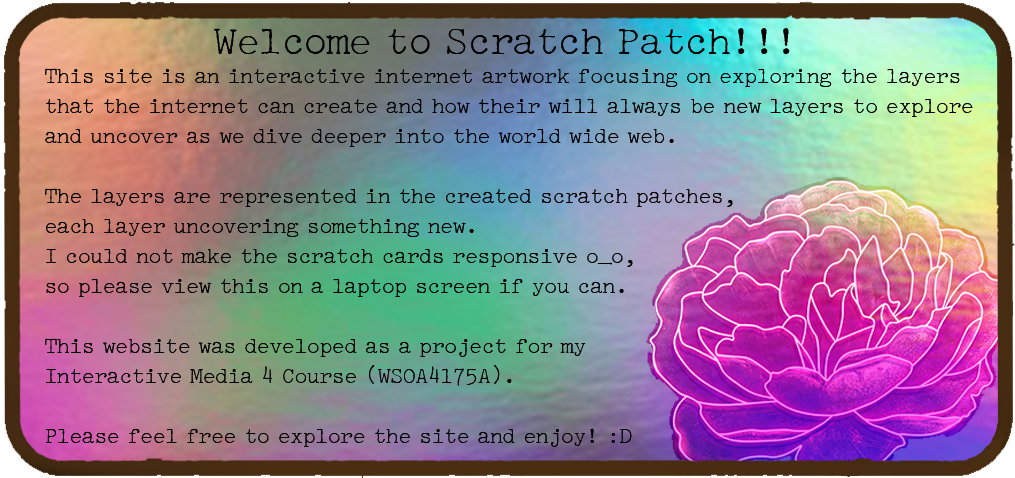 Welcome to Scratch Patch!!!
This site is an interactive internet artwork focusing on exploring the layers
that the internet can create and how their will always be new layers to explore
and uncover as we dive deeper into the world wide web.
The layers are represented in the created scratch patches,
each layer uncovering something new.
I could not make the scratch cards responsive o_o,
so please view this on a laptop screen if you can.
This website was developed as a project for my
Interactive Media 4 Course (WSOA4175A).
Please feel free to explore the site and enjoy! :D